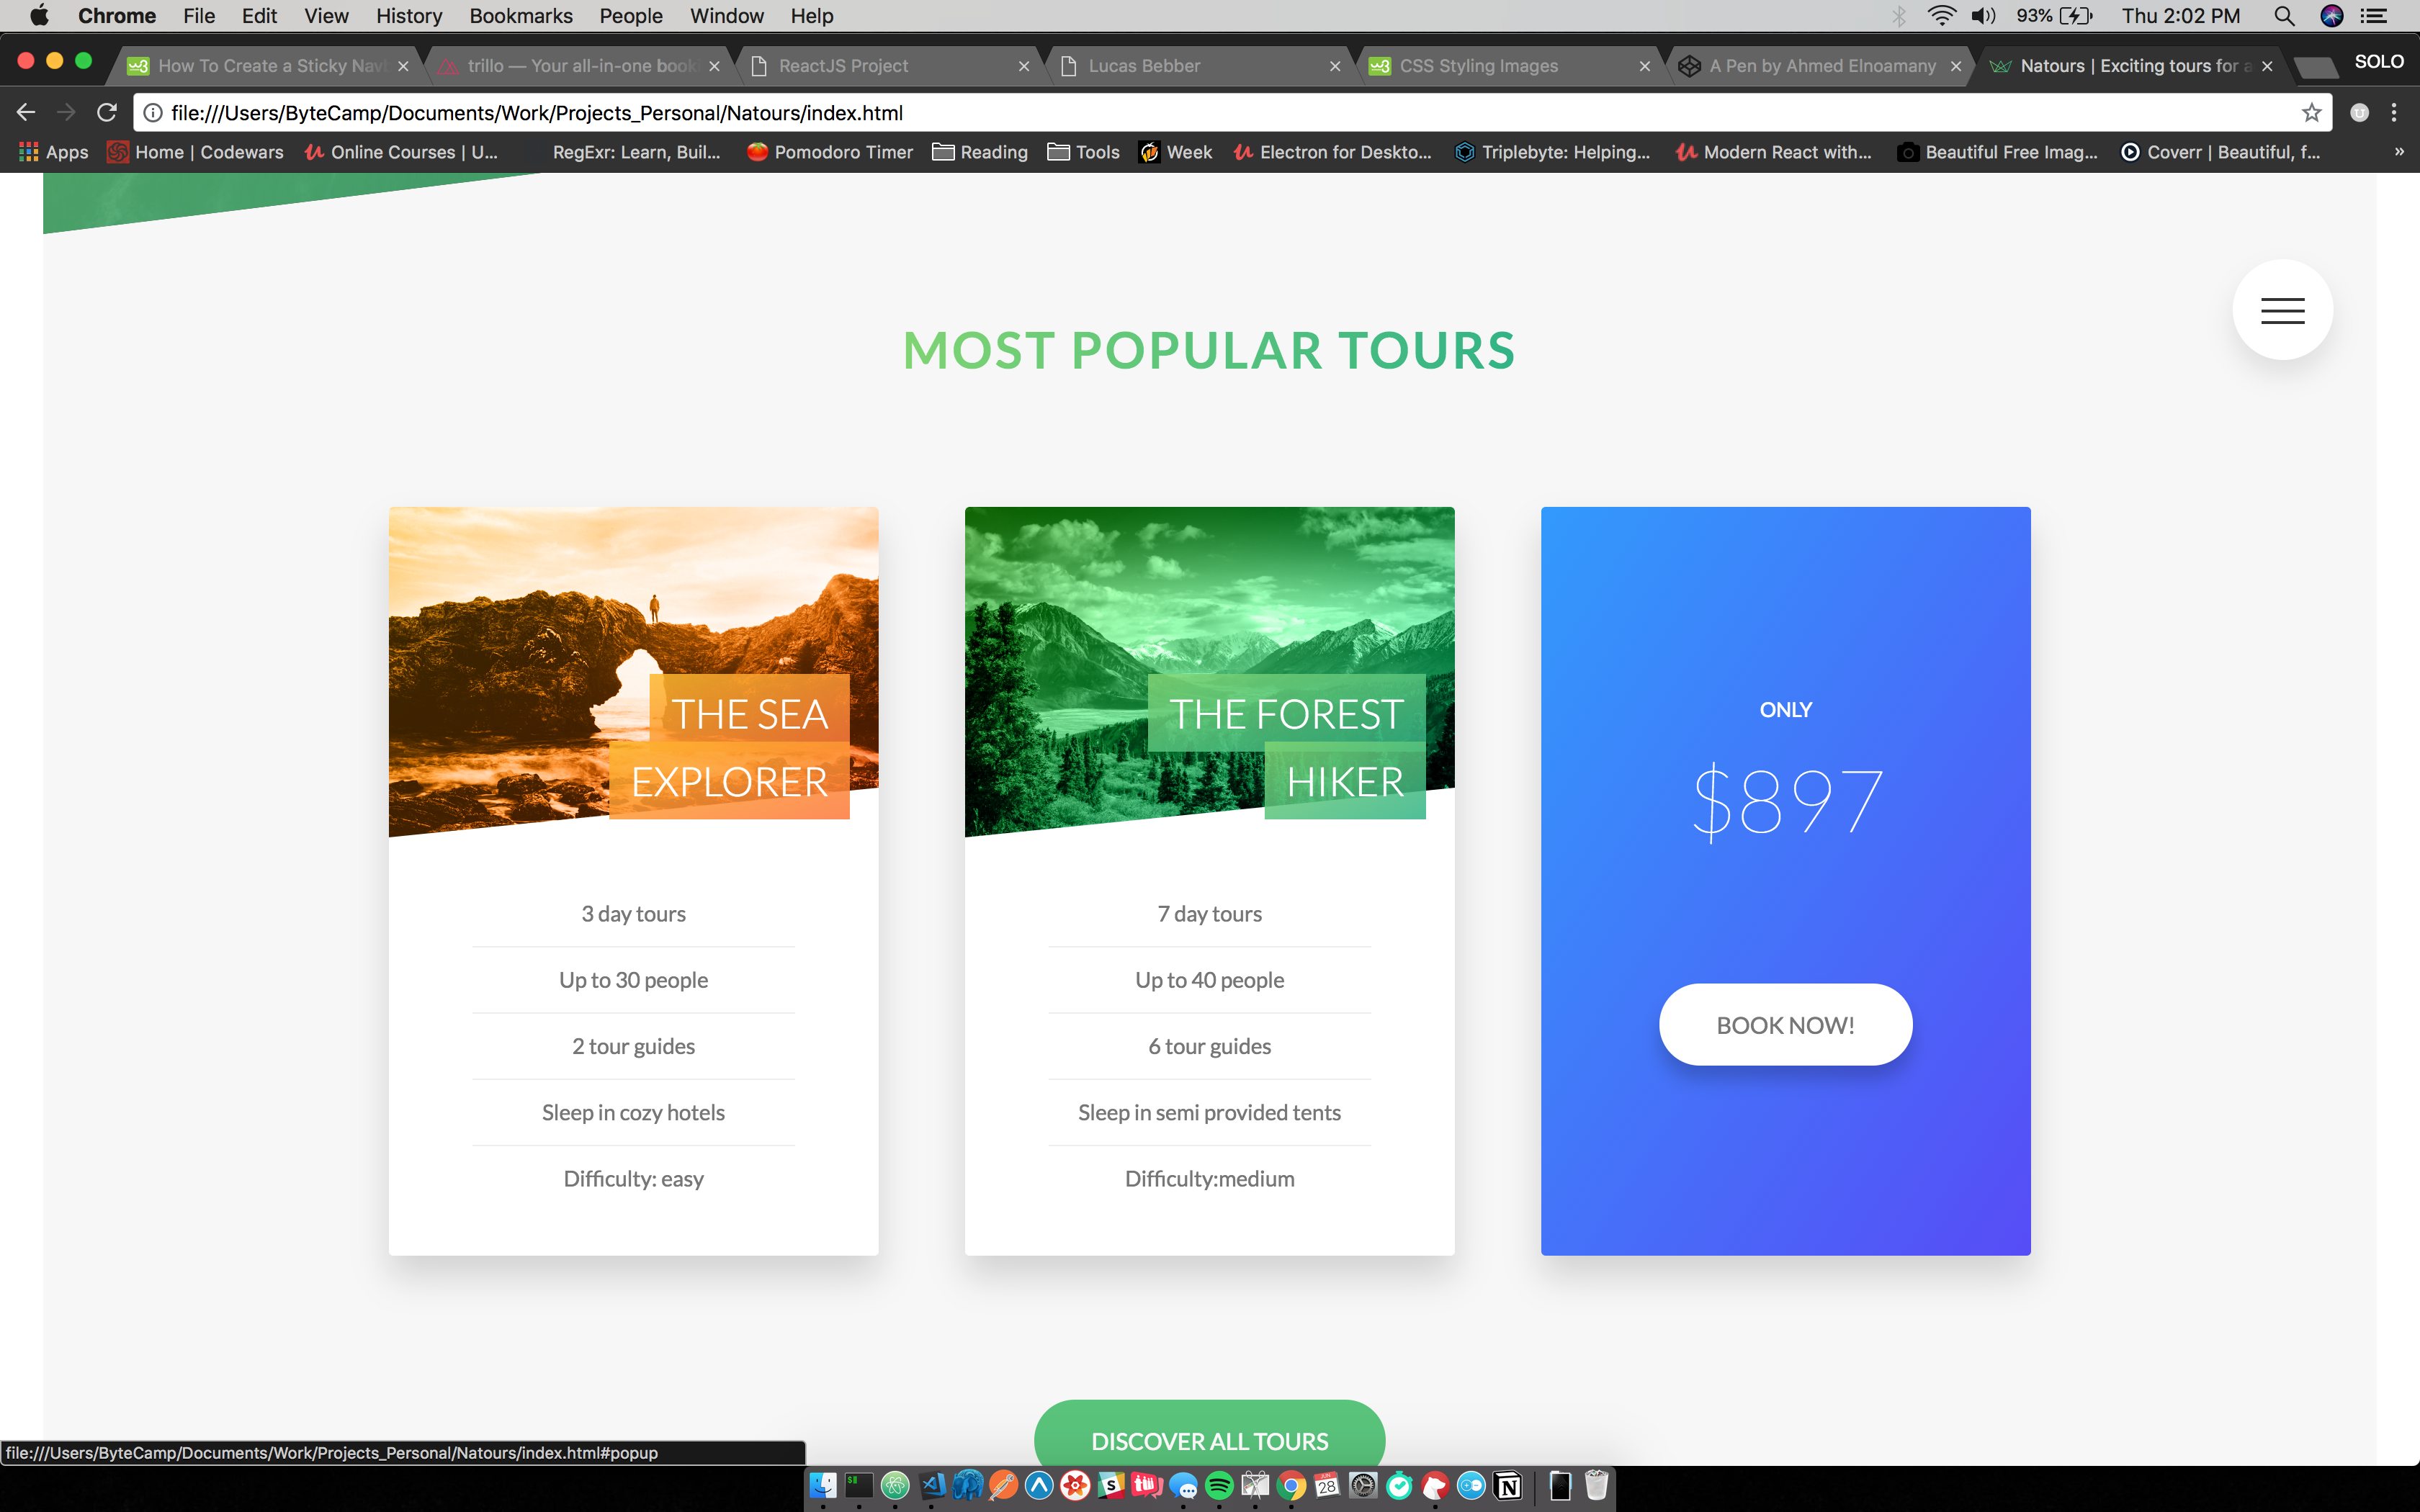 Chrome File Edit View History Bookmarks People Window Help 93% Thu 2:02 PM
How To Create a Sticky Navb trillo — Your all-in-one book ReactJS Project Lucas Bebber CSS Styling Images A Pen by Ahmed Elnoamany Natours | Exciting tours for a SOLO
file:///Users/ByteCamp/Documents/Work/Projects_Personal/Natours/index.html
Apps Home | Codewars Online Courses | U... RegExr: Learn, Buil... Pomodoro Timer Reading Tools Week Electron for Deskto... Triplebyte: Helping... Modern React with... Beautiful Free Imag... Coverr | Beautiful, f... »
MOST POPULAR TOURS
THE SEA
EXPLORER
3 day tours
Up to 30 people
2 tour guides
Sleep in cozy hotels
Difficulty: easy
THE FOREST
HIKER
7 day tours
Up to 40 people
6 tour guides
Sleep in semi provided tents
Difficulty:medium
ONLY
$897
BOOK NOW!
DISCOVER ALL TOURS
file:///Users/ByteCamp/Documents/Work/Projects_Personal/Natours/index.html#popup
JUN
28